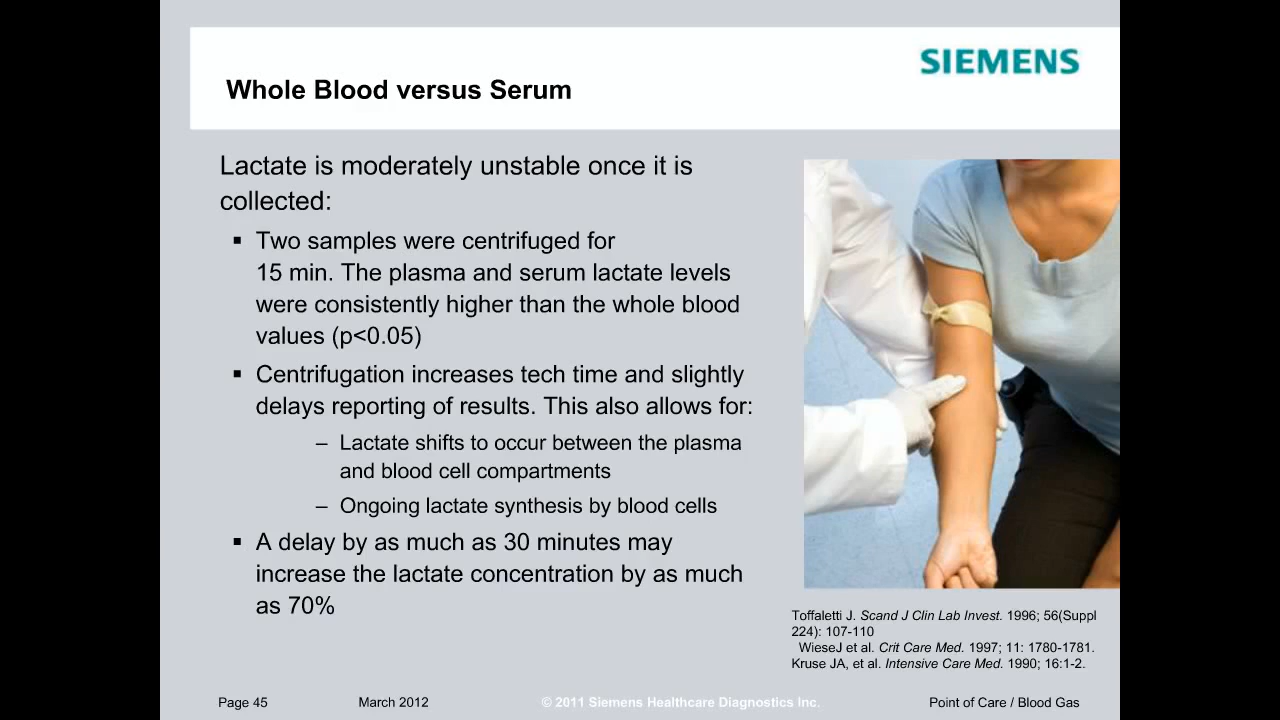 SIEMENS
Whole Blood versus Serum
Lactate is moderately unstable once it is
collected:
▪ Two samples were centrifuged for
15 min. The plasma and serum lactate levels
were consistently higher than the whole blood
values (p<0.05)
▪ Centrifugation increases tech time and slightly
delays reporting of results. This also allows for:
– Lactate shifts to occur between the plasma
and blood cell compartments
– Ongoing lactate synthesis by blood cells
▪ A delay by as much as 30 minutes may
increase the lactate concentration by as much
as 70%
Toffaletti J. Scand J Clin Lab Invest. 1996; 56(Suppl
224): 107-110
WieseJ et al. Crit Care Med. 1997; 11: 1780-1781.
Kruse JA, et al. Intensive Care Med. 1990; 16:1-2.
Page 45 March 2012 © 2011 Siemens Healthcare Diagnostics Inc. Point of Care / Blood Gas